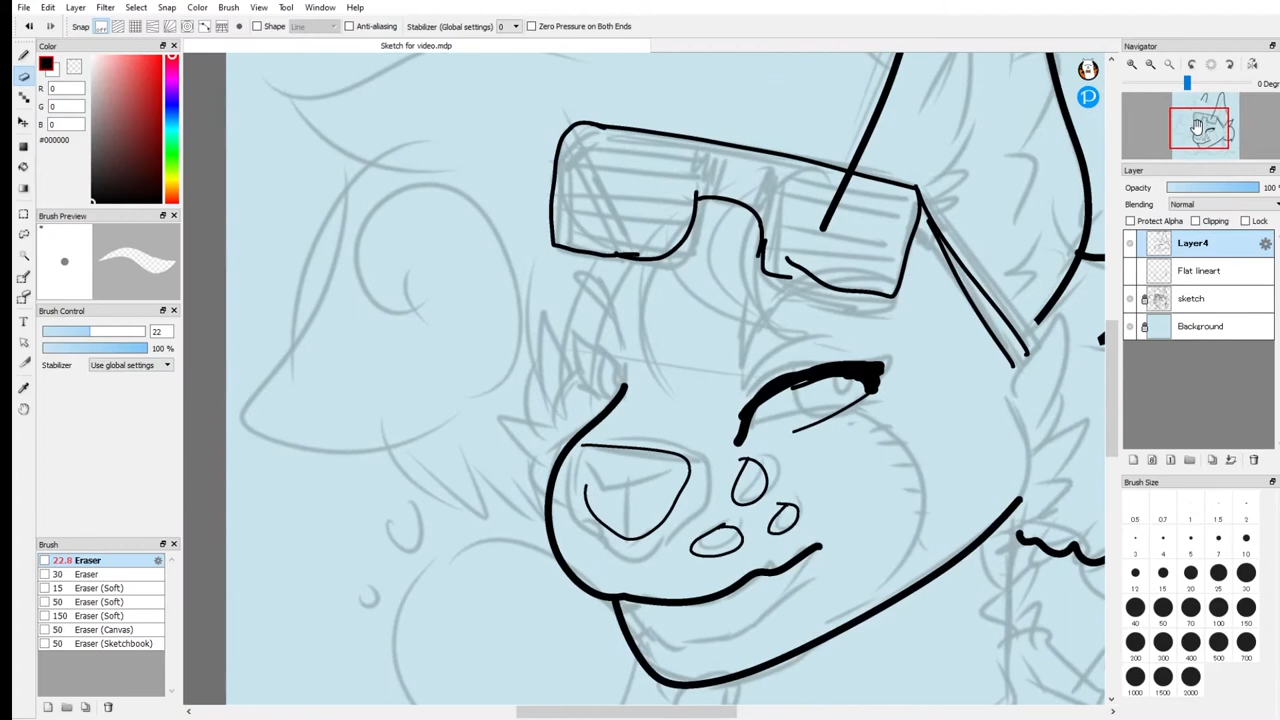 File Edit Layer Filter Select Snap Color Brush View Tool Window Help
Snap Shape Line Anti-aliasing Stabilizer (Global settings) 0 Zero Pressure on Both Ends
Sketch for video.mdp
Color
R 0
G 0
B 0
#000000
Brush Preview
Brush Control
22
100 %
Stabilizer Use global settings
Brush
22.8 Eraser
30 Eraser
15 Eraser (Soft)
50 Eraser (Soft)
150 Eraser (Soft)
50 Eraser (Canvas)
50 Eraser (Sketchbook)
Navigator
0 Degr
Layer
Opacity 100
Blending Normal
Protect Alpha Clipping Lock
Layer4
Flat lineart
sketch
Background
Brush Size
0.5 0.7 1 1.5 2
3 4 5 7 10
12 15 20 25 30
40 50 70 100 150
200 300 400 500 700
1000 1500 2000